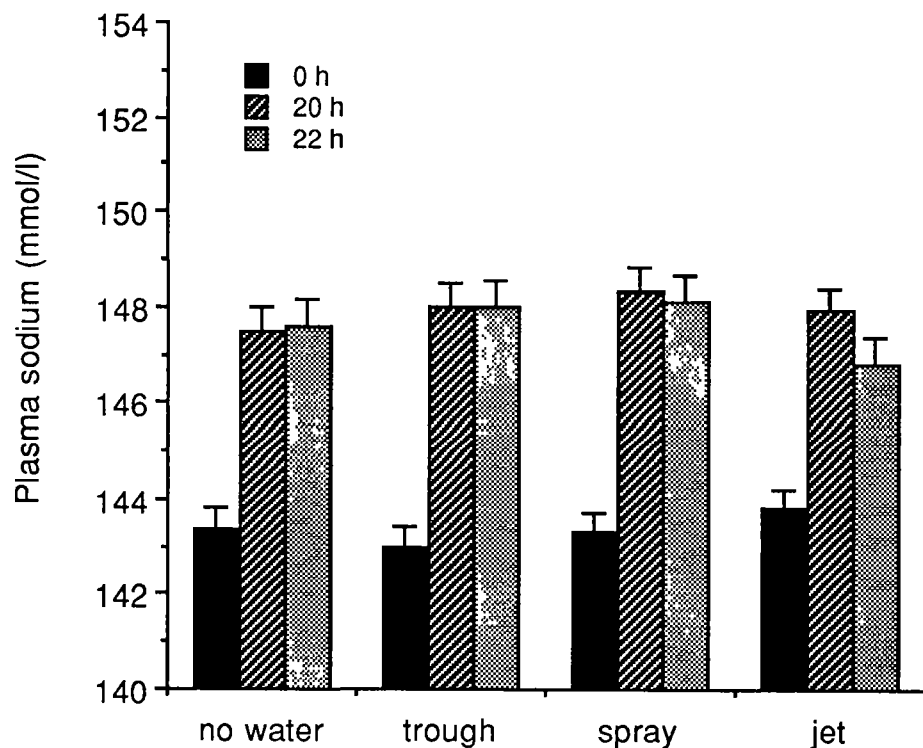 Plasma sodium (mmol/l)
154
152
150
148
146
144
142
140
0 h
20 h
22 h
no water trough spray jet